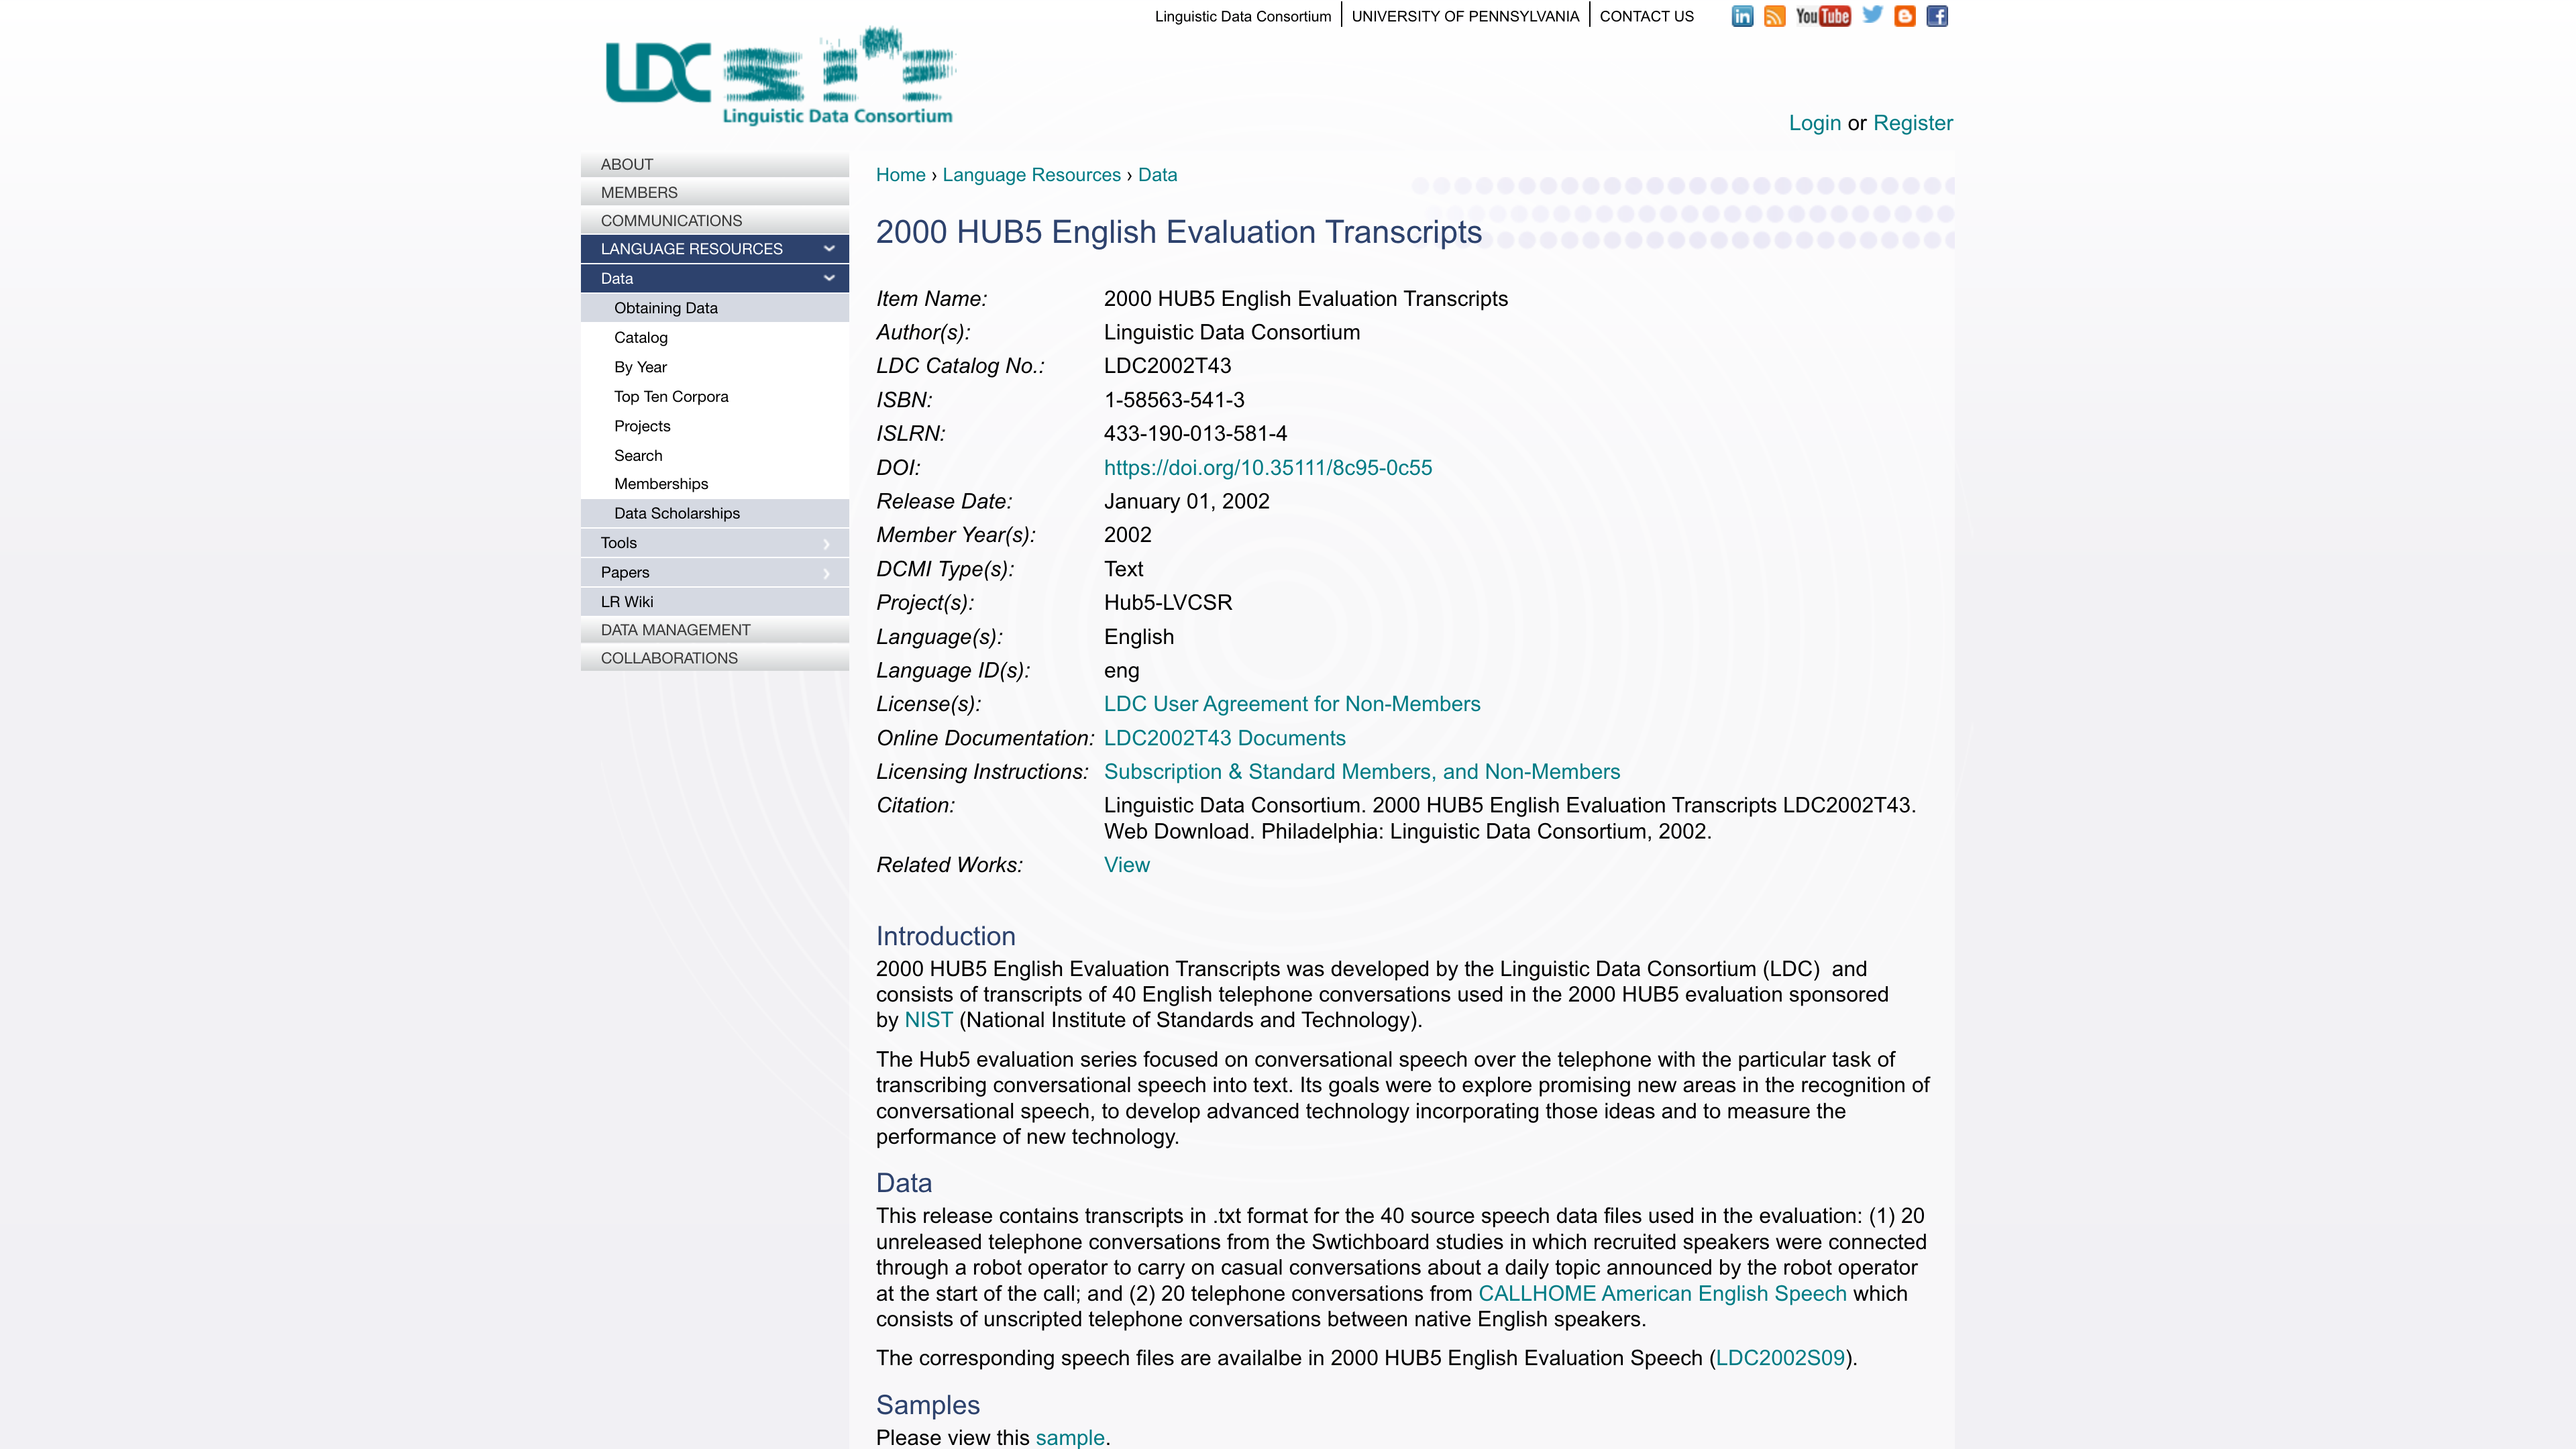 Linguistic Data Consortium
UNIVERSITY OF PENNSYLVANIA
CONTACT US
in
You Tube
LDC
Linguistic Data Consortium
Login or Register
ABOUT
MEMBERS
COMMUNICATIONS
LANGUAGE RESOURCES
Data
Obtaining Data
Catalog
By Year
Top Ten Corpora
Projects
Search
Memberships
Data Scholarships
Tools
Papers
LR Wiki
DATA MANAGEMENT
COLLABORATIONS
Home › Language Resources › Data
2000 HUB5 English Evaluation Transcripts
Item Name: 2000 HUB5 English Evaluation Transcripts
Author(s): Linguistic Data Consortium
LDC Catalog No.: LDC2002T43
ISBN: 1-58563-541-3
ISLRN: 433-190-013-581-4
DOI: https://doi.org/10.35111/8c95-0c55
Release Date: January 01, 2002
Member Year(s): 2002
DCMI Type(s): Text
Project(s): Hub5-LVCSR
Language(s): English
Language ID(s): eng
License(s): LDC User Agreement for Non-Members
Online Documentation: LDC2002T43 Documents
Licensing Instructions: Subscription & Standard Members, and Non-Members
Citation: Linguistic Data Consortium. 2000 HUB5 English Evaluation Transcripts LDC2002T43.
Web Download. Philadelphia: Linguistic Data Consortium, 2002.
Related Works: View
Introduction
2000 HUB5 English Evaluation Transcripts was developed by the Linguistic Data Consortium (LDC) and
consists of transcripts of 40 English telephone conversations used in the 2000 HUB5 evaluation sponsored
by NIST (National Institute of Standards and Technology).
The Hub5 evaluation series focused on conversational speech over the telephone with the particular task of
transcribing conversational speech into text. Its goals were to explore promising new areas in the recognition of
conversational speech, to develop advanced technology incorporating those ideas and to measure the
performance of new technology.
Data
This release contains transcripts in .txt format for the 40 source speech data files used in the evaluation: (1) 20
unreleased telephone conversations from the Swtichboard studies in which recruited speakers were connected
through a robot operator to carry on casual conversations about a daily topic announced by the robot operator
at the start of the call; and (2) 20 telephone conversations from CALLHOME American English Speech which
consists of unscripted telephone conversations between native English speakers.
The corresponding speech files are availalbe in 2000 HUB5 English Evaluation Speech (LDC2002S09).
Samples
Please view this sample.